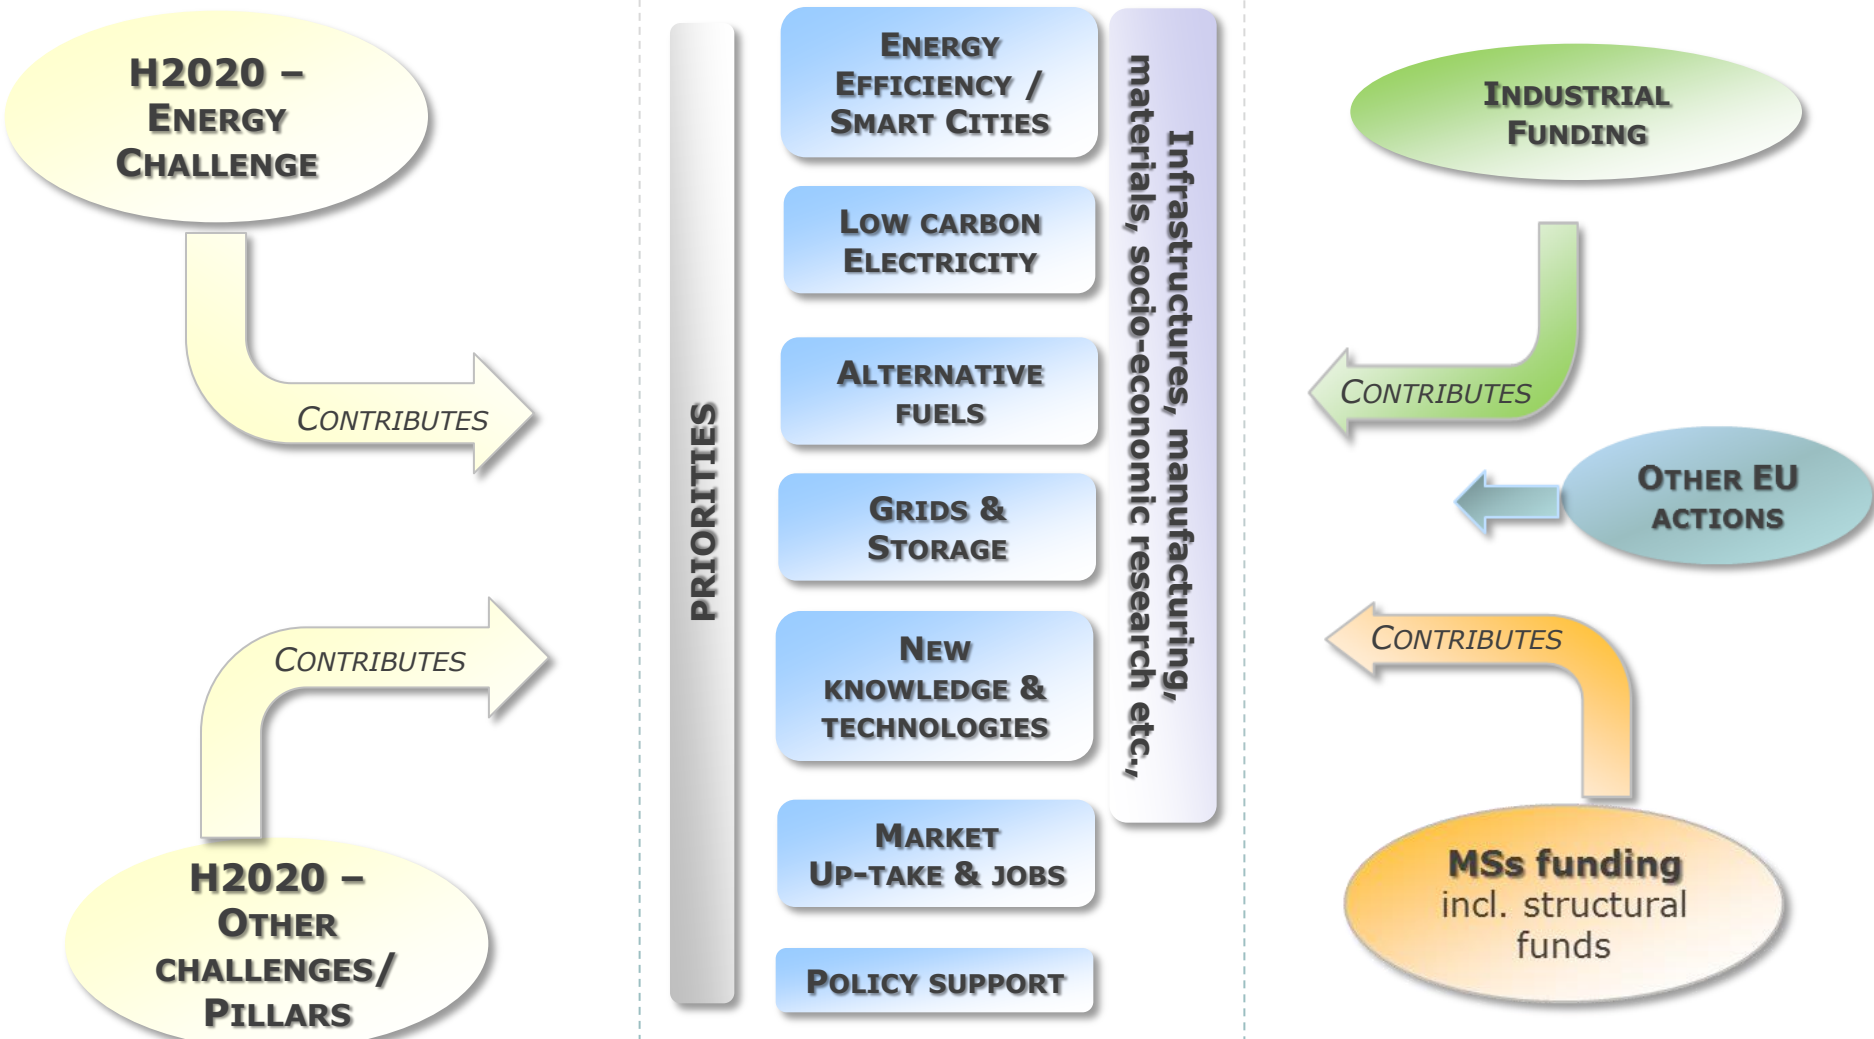 H2020 –
ENERGY
CHALLENGE
CONTRIBUTES
CONTRIBUTES
H2020 –
OTHER
CHALLENGES/
PILLARS
PRIORITIES
ENERGY
EFFICIENCY /
SMART CITIES
LOW CARBON
ELECTRICITY
ALTERNATIVE
FUELS
GRIDS &
STORAGE
NEW
KNOWLEDGE &
TECHNOLOGIES
MARKET
UP-TAKE & JOBS
POLICY SUPPORT
Infrastructures, manufacturing,
materials, socio-economic research etc.,
INDUSTRIAL
FUNDING
CONTRIBUTES
OTHER EU
ACTIONS
CONTRIBUTES
MSs funding
incl. structural
funds